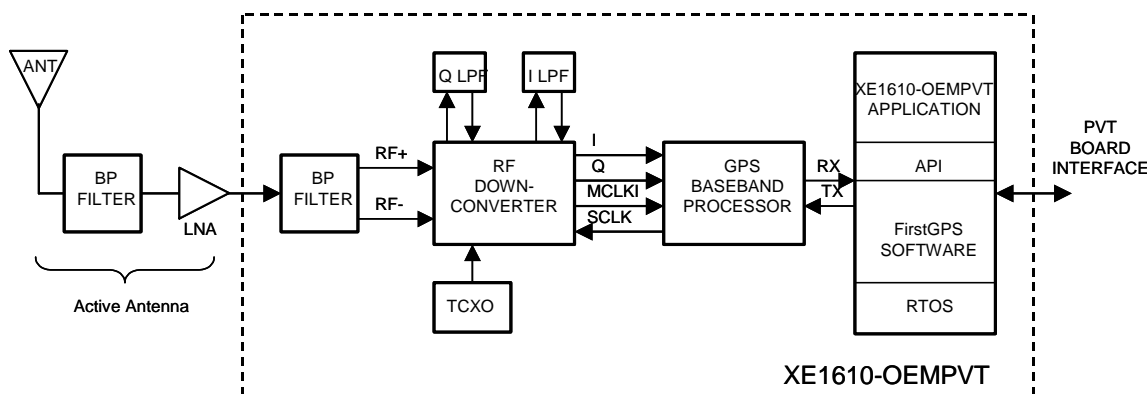 ANT
BP
FILTER
LNA
Active Antenna
BP
FILTER
RF+
RF-
Q LPF
I LPF
RF
DOWN-
CONVERTER
TCXO
I
Q
MCLKI
SCLK
GPS
BASEBAND
PROCESSOR
RX
TX
XE1610-OEMPVT
APPLICATION
API
FirstGPS
SOFTWARE
RTOS
PVT
BOARD
INTERFACE
XE1610-OEMPVT